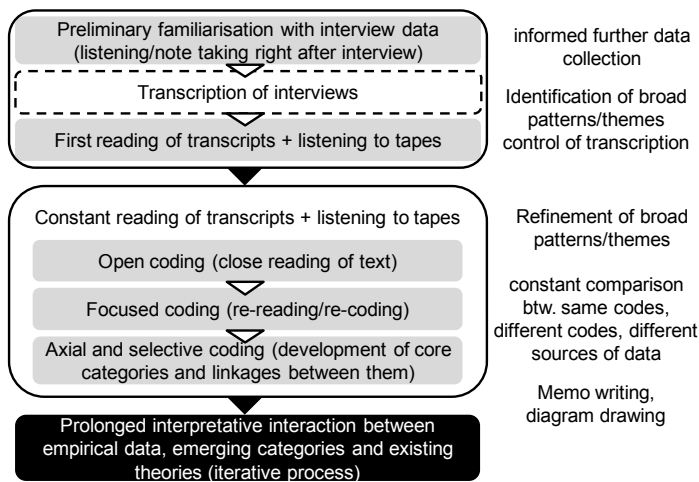 Preliminary familiarisation with interview data
(listening/note taking right after interview)
informed further data
collection
Transcription of interviews
Identification of broad
patterns/themes
control of transcription
First reading of transcripts + listening to tapes
Constant reading of transcripts + listening to tapes
Refinement of broad
patterns/themes
Open coding (close reading of text)
Focused coding (re-reading/re-coding)
constant comparison
btw. same codes,
different codes, different
sources of data
Axial and selective coding (development of core
categories and linkages between them)
Memo writing,
diagram drawing
Prolonged interpretative interaction between
empirical data, emerging categories and existing
theories (iterative process)